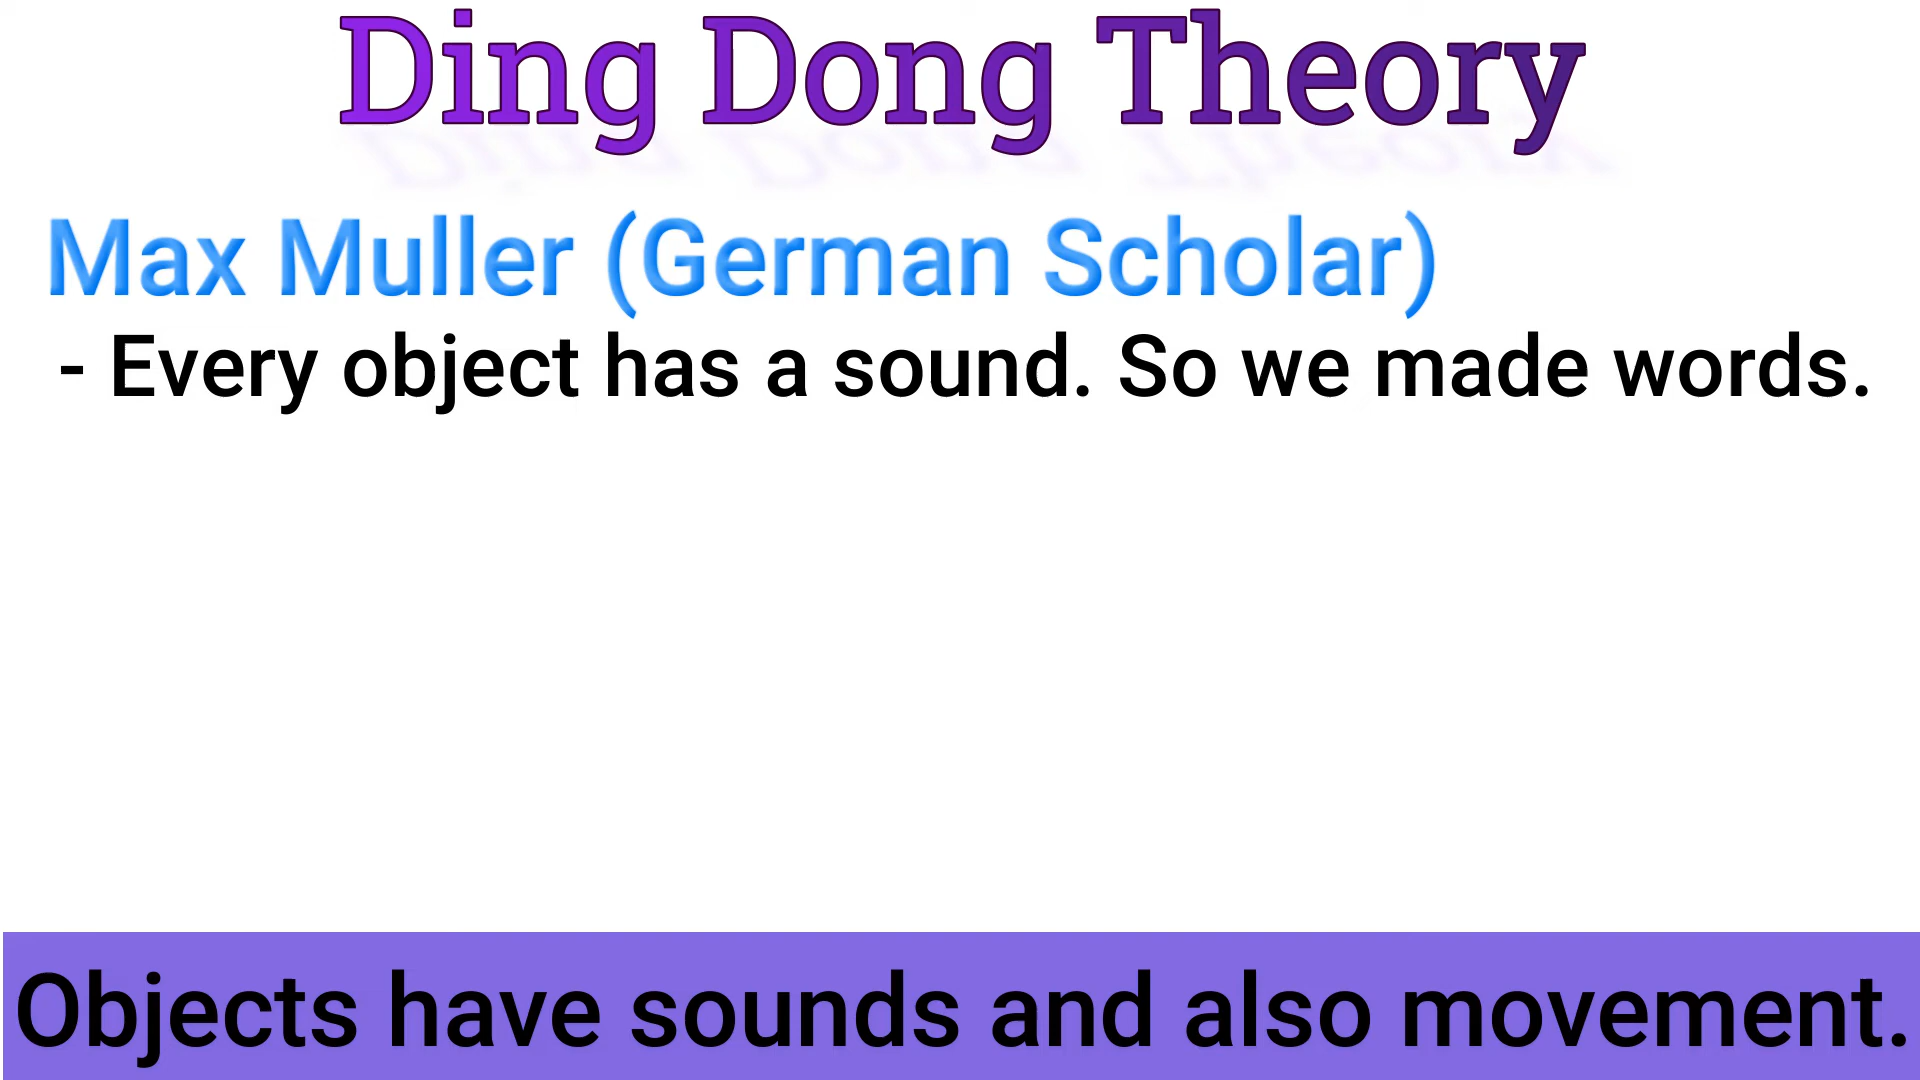 Ding Dong Theory
Max Muller (German Scholar)
- Every object has a sound. So we made words.
Objects have sounds and also movement.